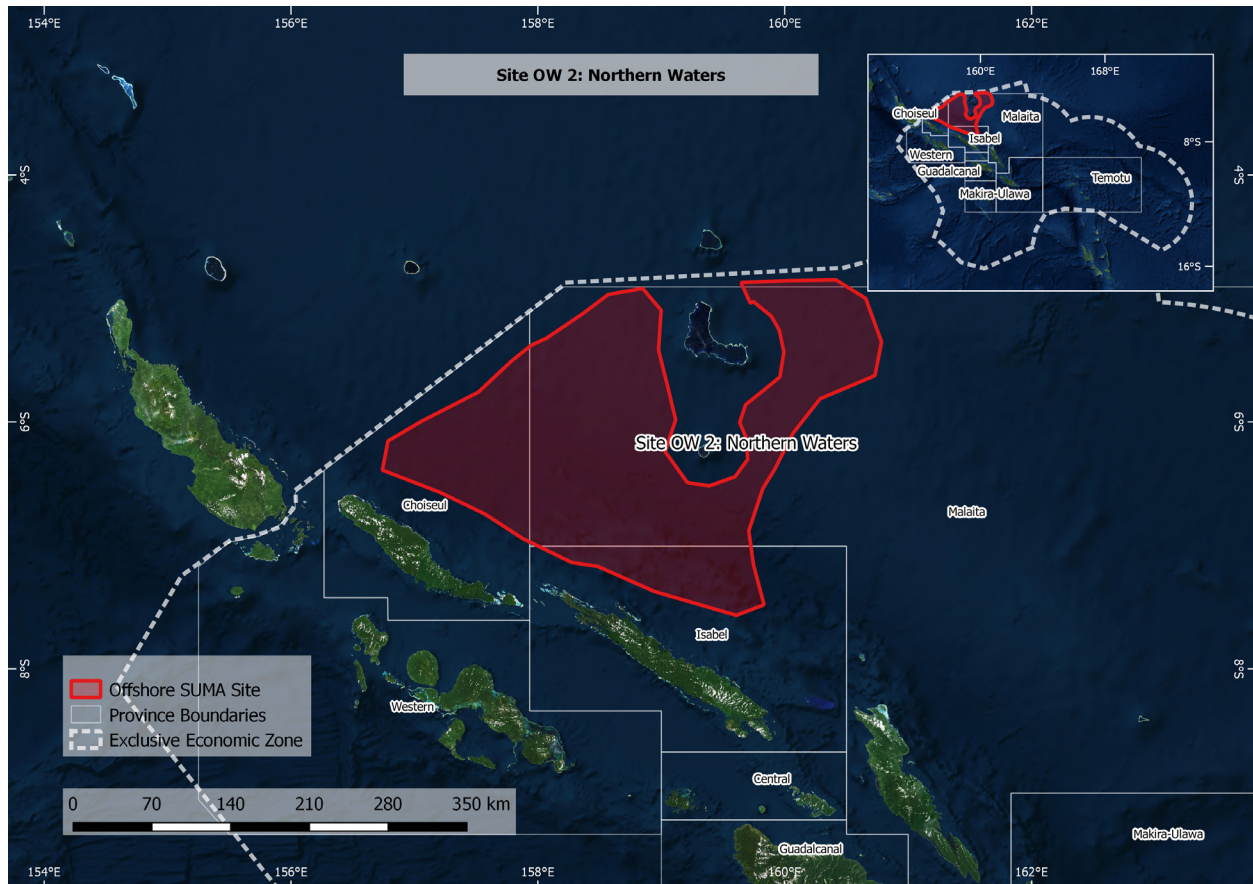 154°E 156°E 158°E 160°E 162°E
Site OW 2: Northern Waters
160°E 168°E
Choiseul
Malaita
8°S
Isabel
Western
Guadalcanal
Temotu
Makira-Ulawa
16°S
4°S 4°S
6°S 6°S
Site OW 2: Northern Waters
Choiseul
Malaita
Isabel
8°S 8°S
Offshore SUMA Site
Western
Province Boundaries
Exclusive Economic Zone
Central
0 70 140 210 280 350 km
Makira-Ulawa
Guadalcanal
154°E 156°E 158°E 160°E 162°E